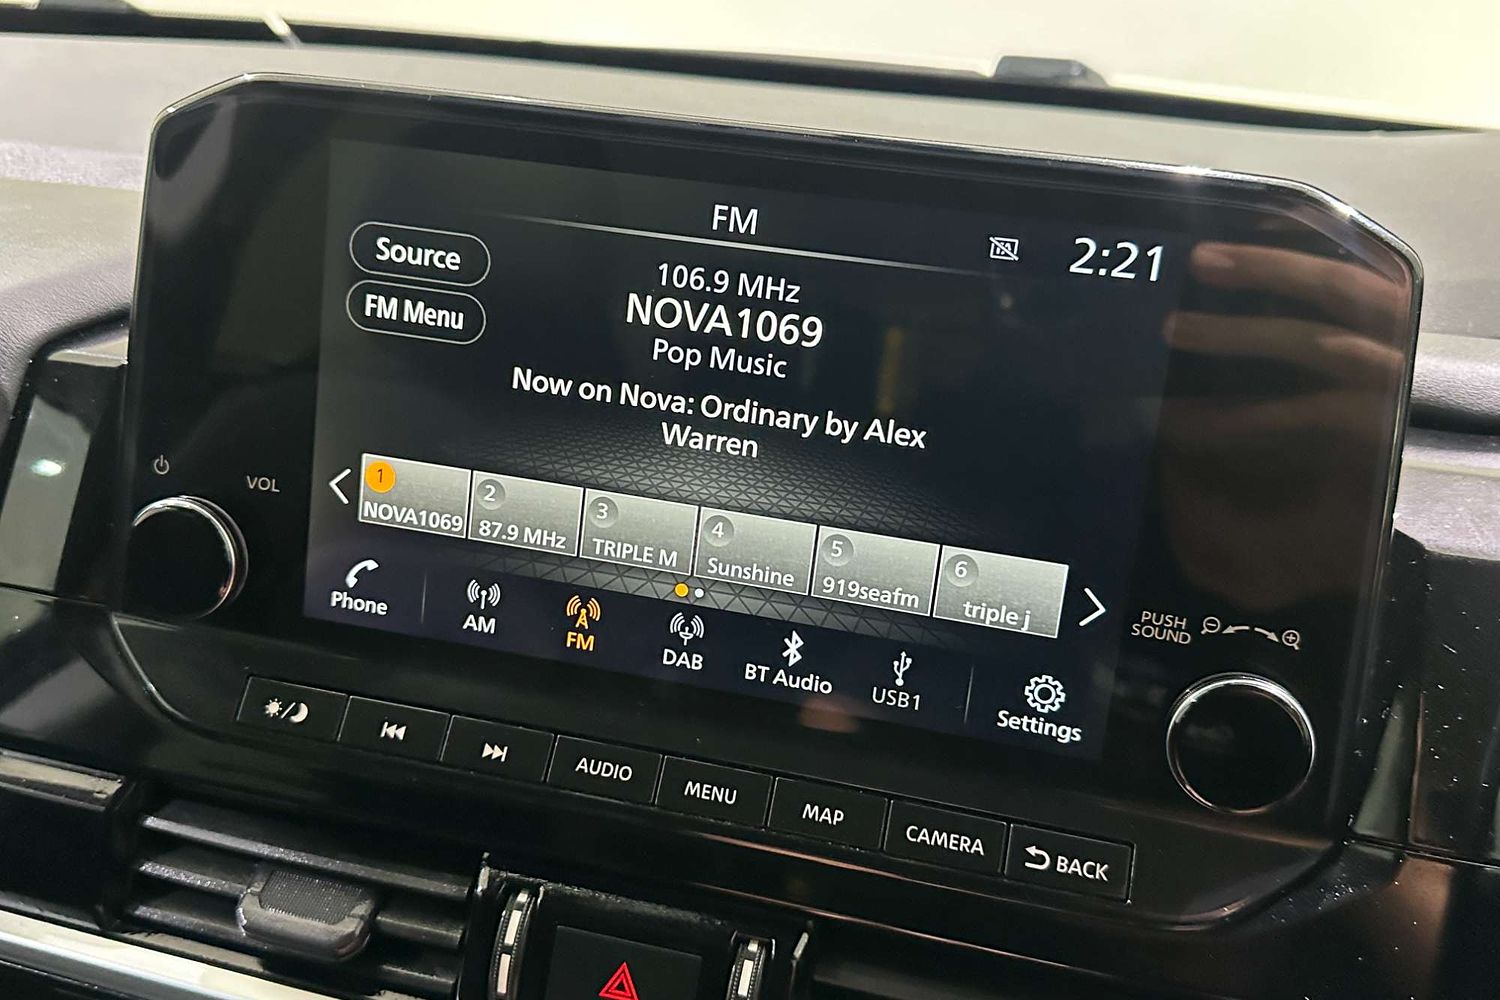 FM
2:21
Source
FM Menu
106.9 MHz
NOVA1069
Pop Music
Now on Nova: Ordinary by Alex
Warren
1
NOVA1069
2
87.9 MHz
3
TRIPLE M
4
Sunshine
5
919seafm
6
triple j
Phone
AM
FM
DAB
BT Audio
USB1
Settings
VOL
PUSH
SOUND
AUDIO
MENU
MAP
CAMERA
BACK